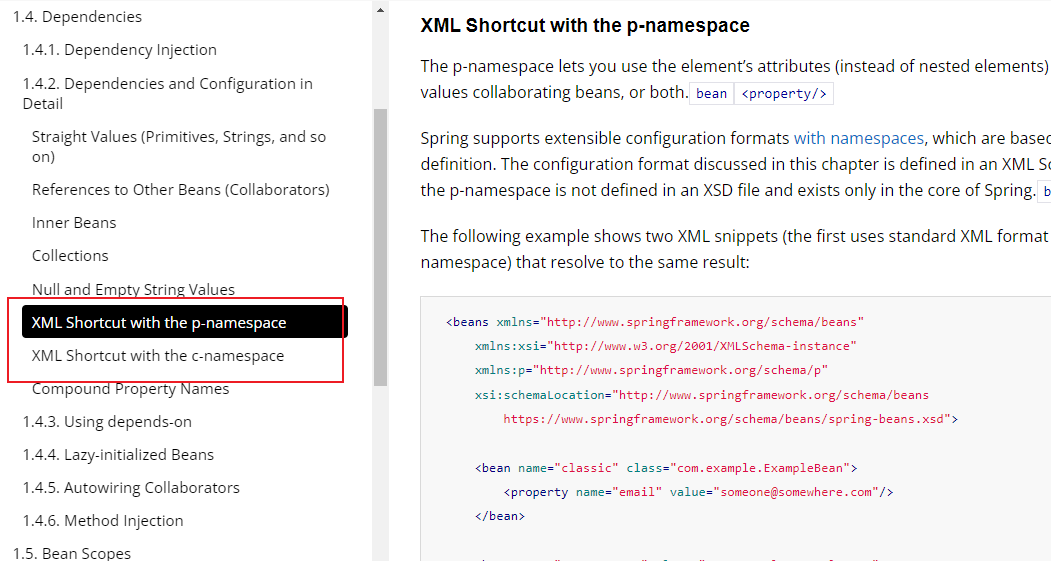 1.4. Dependencies
1.4.1. Dependency Injection
1.4.2. Dependencies and Configuration in
Detail
Straight Values (Primitives, Strings, and so
on)
References to Other Beans (Collaborators)
Inner Beans
Collections
Null and Empty String Values
XML Shortcut with the p-namespace
XML Shortcut with the c-namespace
Compound Property Names
1.4.3. Using depends-on
1.4.4. Lazy-initialized Beans
1.4.5. Autowiring Collaborators
1.4.6. Method Injection
1.5. Bean Scopes
XML Shortcut with the p-namespace
The p-namespace lets you use the element’s attributes (instead of nested elements)
values collaborating beans, or both. bean <property/>
Spring supports extensible configuration formats with namespaces, which are based
definition. The configuration format discussed in this chapter is defined in an XML
the p-namespace is not defined in an XSD file and exists only in the core of Spring.
The following example shows two XML snippets (the first uses standard XML format
namespace) that resolve to the same result:
<beans xmlns="http://www.springframework.org/schema/beans"
xmlns:xsi="http://www.w3.org/2001/XMLSchema-instance"
xmlns:p="http://www.springframework.org/schema/p"
xsi:schemaLocation="http://www.springframework.org/schema/beans
https://www.springframework.org/schema/beans/spring-beans.xsd">
<bean name="classic" class="com.example.ExampleBean">
<property name="email" value="someone@somewhere.com"/>
</bean>